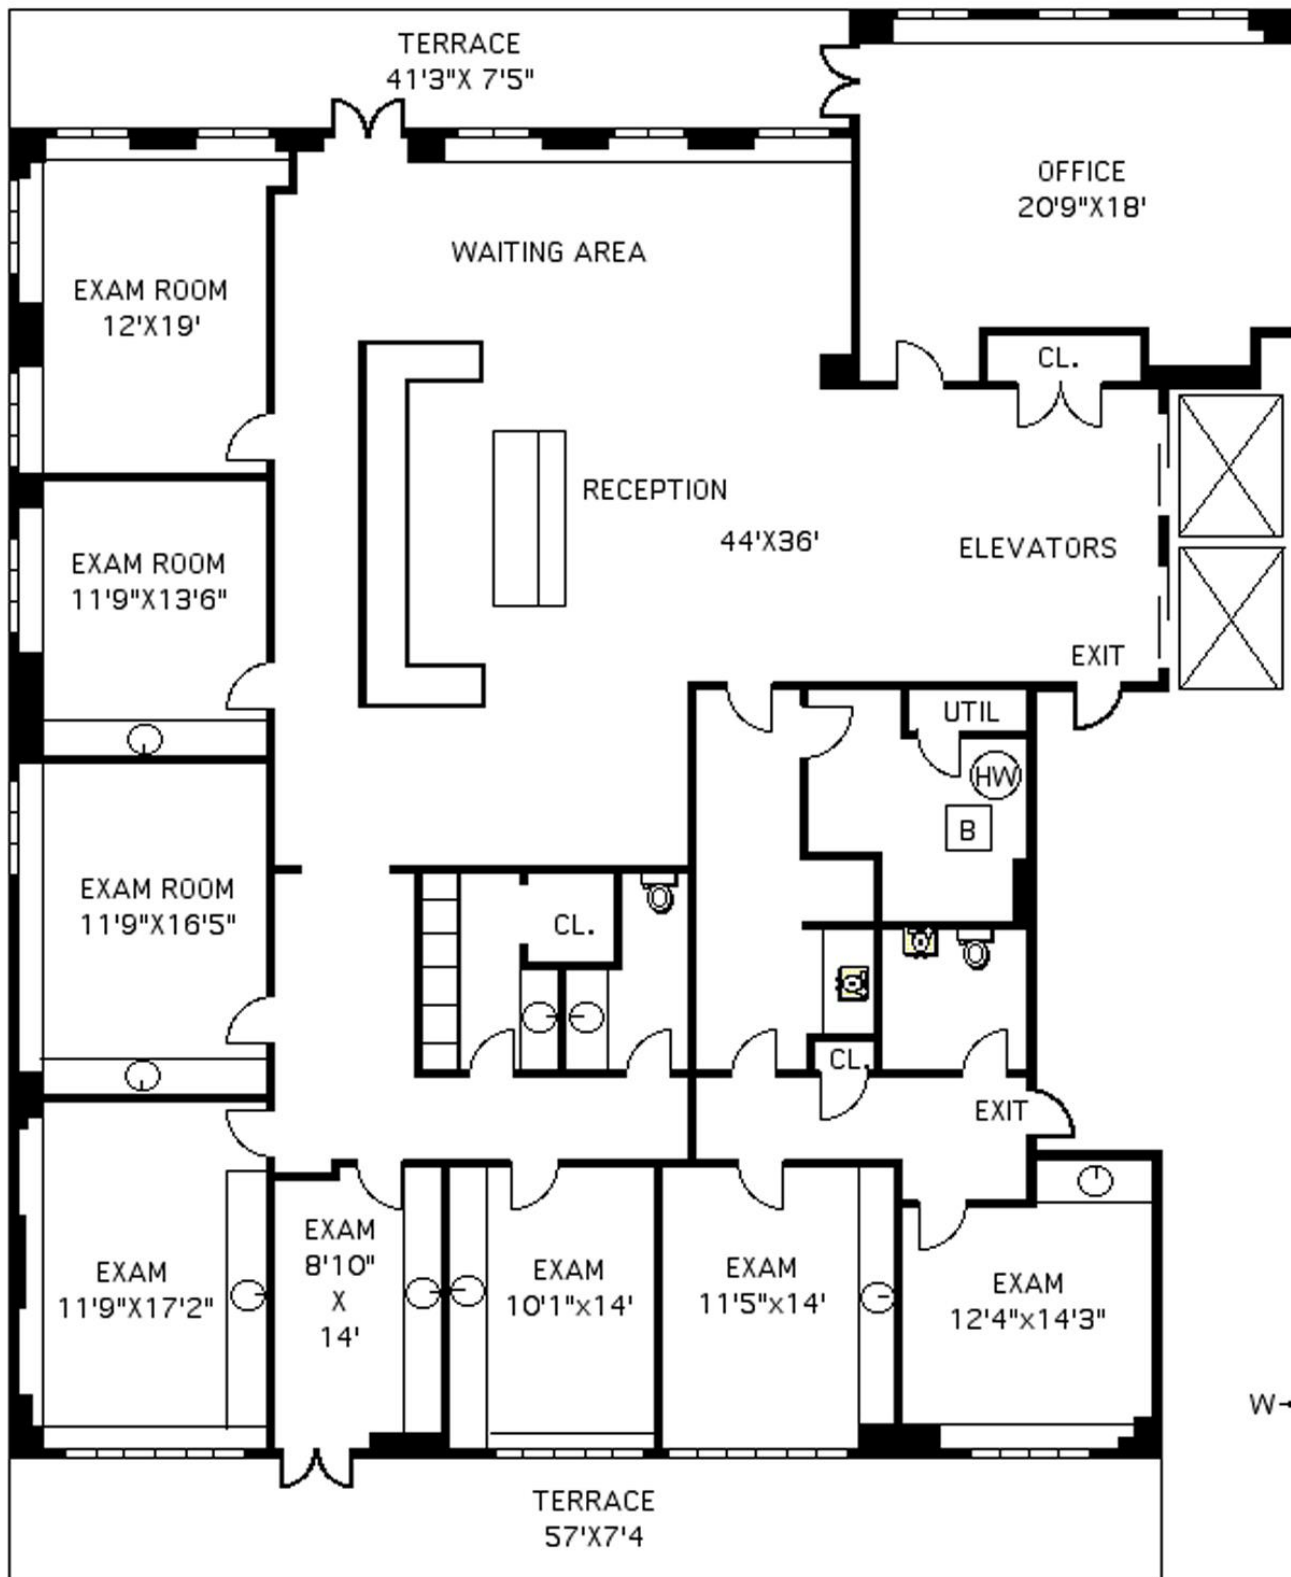 TERRACE
41'3"X 7'5"
OFFICE
20'9"X18'
WAITING AREA
EXAM ROOM
12'X19'
CL.
RECEPTION
44'X36'
ELEVATORS
EXAM ROOM
11'9"X13'6"
EXIT
UTIL
HW
B
EXAM ROOM
11'9"X16'5"
CL.
CL.
EXIT
EXAM
11'9"X17'2"
EXAM
8'10"
X
14'
EXAM
10'1"x14'
EXAM
11'5"x14'
EXAM
12'4"x14'3"
W
TERRACE
57'X7'4